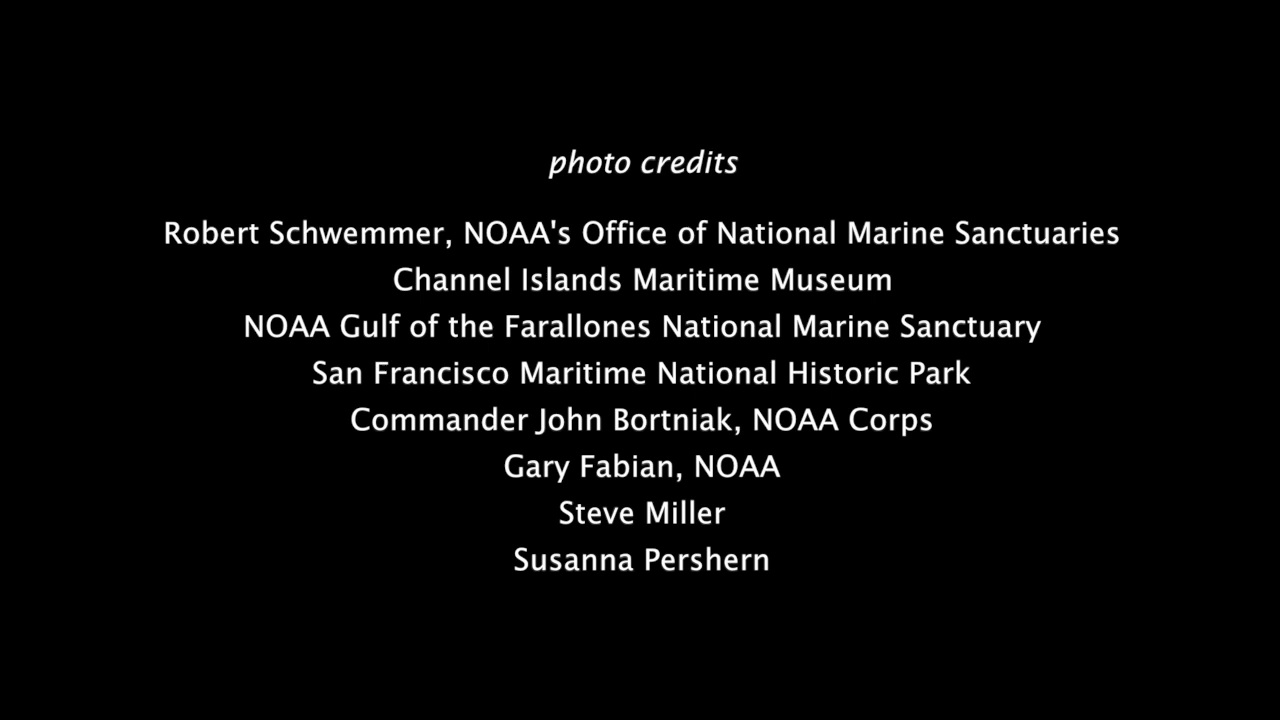 photo credits
Robert Schwemmer, NOAA's Office of National Marine Sanctuaries
Channel Islands Maritime Museum
NOAA Gulf of the Farallones National Marine Sanctuary
San Francisco Maritime National Historic Park
Commander John Bortniak, NOAA Corps
Gary Fabian, NOAA
Steve Miller
Susanna Pershern